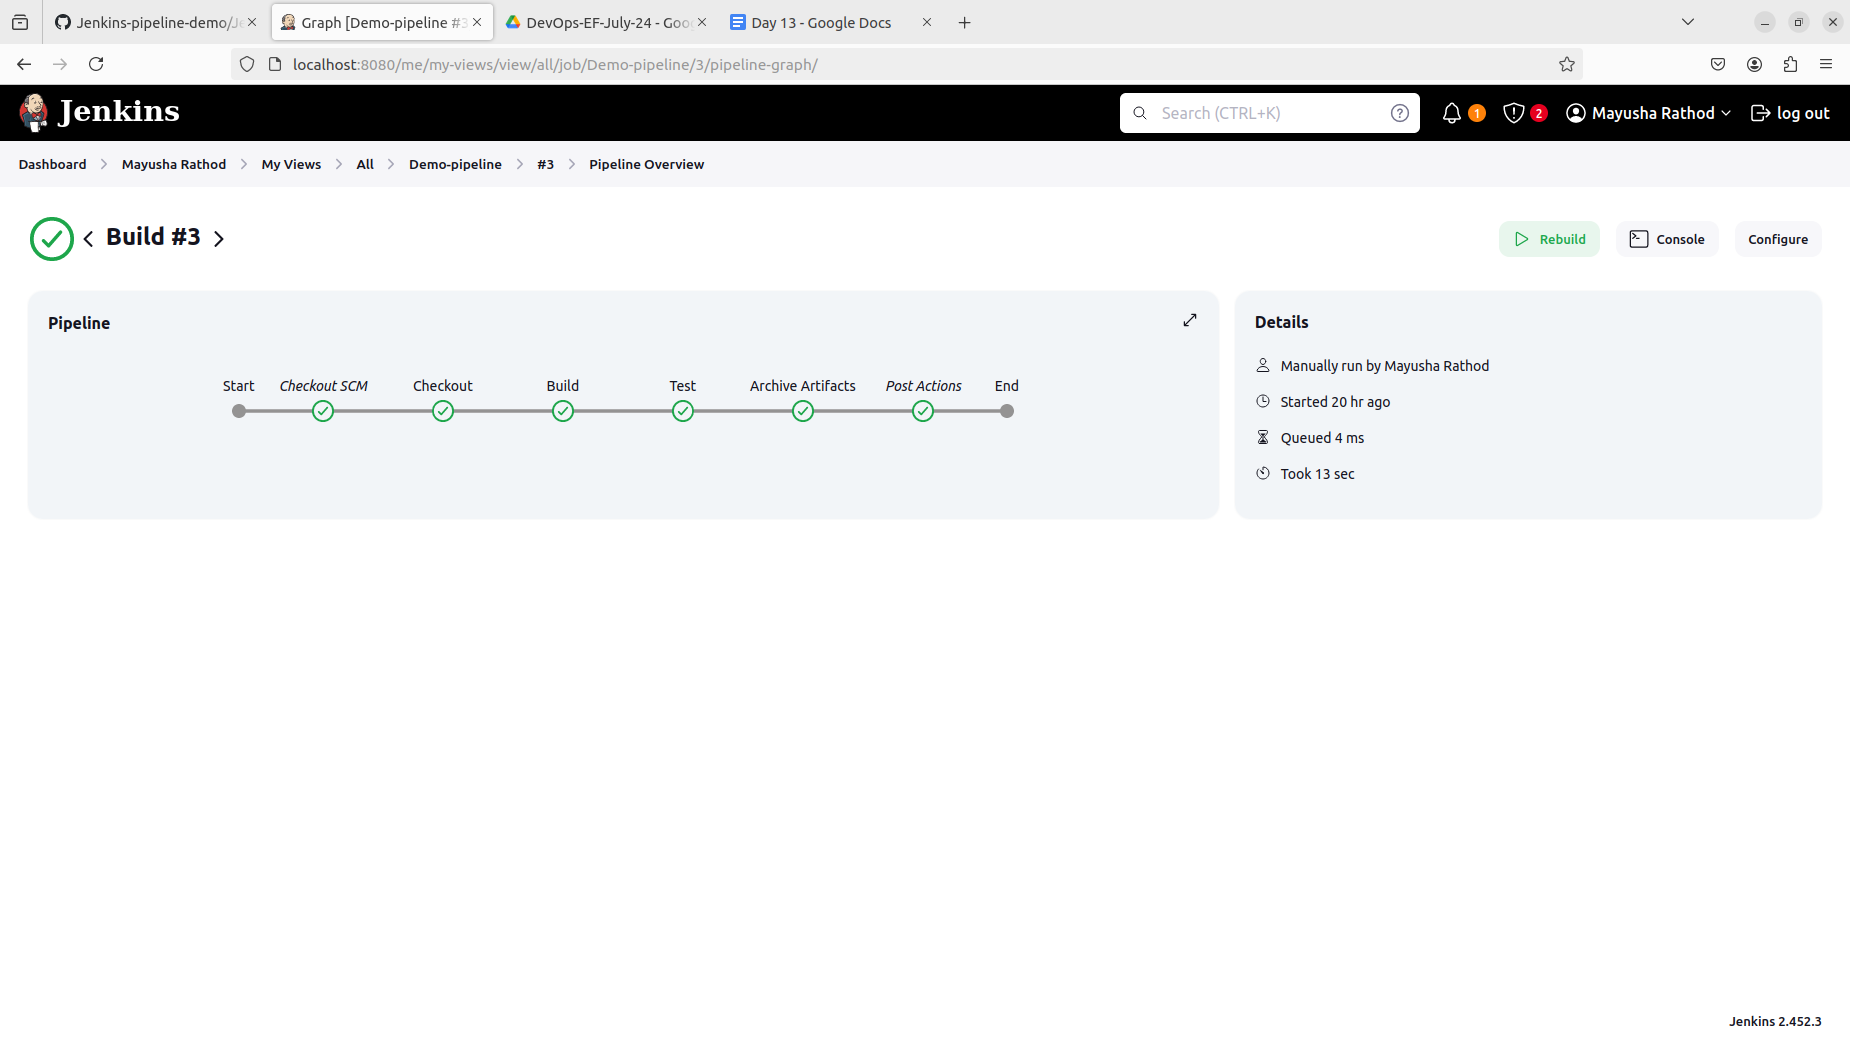 Jenkins-pipeline-demo/Je
Graph [Demo-pipeline #3
DevOps-EF-July-24 - Goo
Day 13 - Google Docs
localhost:8080/me/my-views/view/all/job/Demo-pipeline/3/pipeline-graph/
Jenkins
Search (CTRL+K)
1
2
Mayusha Rathod
log out
Dashboard > Mayusha Rathod > My Views > All > Demo-pipeline > #3 > Pipeline Overview
Build #3
Rebuild
Console
Configure
Pipeline
Start Checkout SCM Checkout Build Test Archive Artifacts Post Actions End
Details
Manually run by Mayusha Rathod
Started 20 hr ago
Queued 4 ms
Took 13 sec
Jenkins 2.452.3